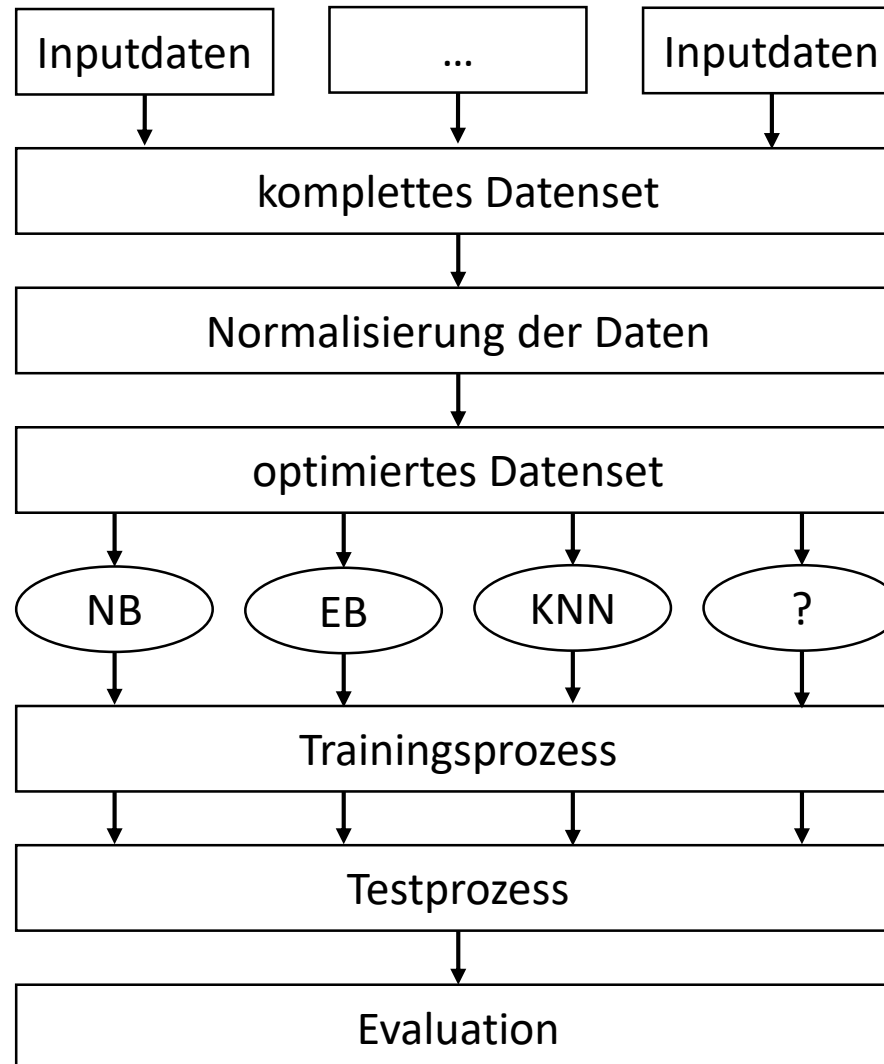 Inputdaten
...
Inputdaten
komplettes Datenset
Normalisierung der Daten
optimiertes Datenset
NB
EB
KNN
?
Trainingsprozess
Testprozess
Evaluation